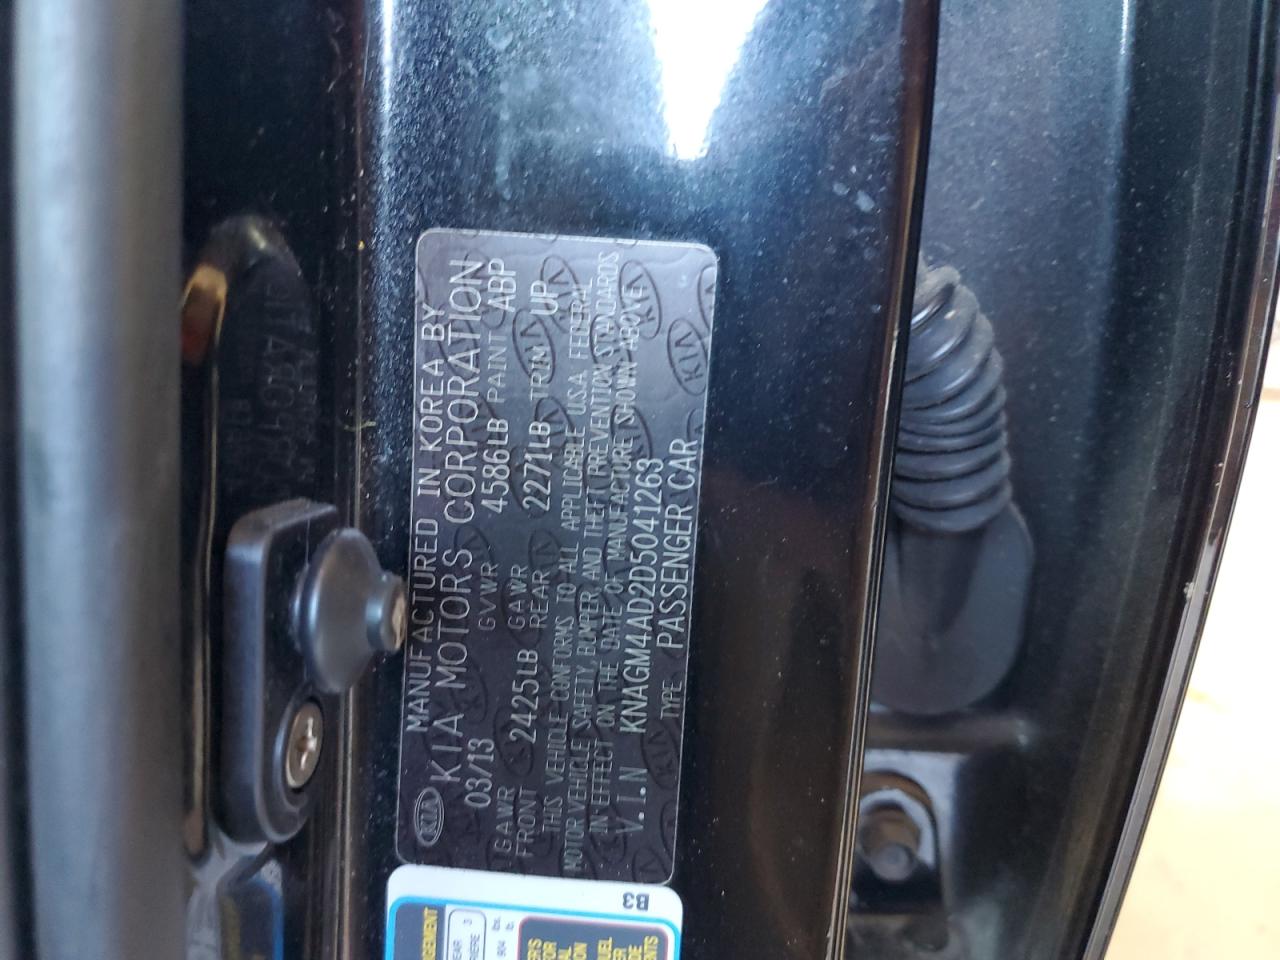 MANUFACTURED IN KOREA BY
KIA KIA MOTORS CORPORATION
03/13 GVWR 4586LB PAINT ABP
GAWR FRONT 2425LB GAWR REAR 2271LB TRIM UP
THIS VEHICLE CONFORMS TO ALL APPLICABLE U.S.A. FEDERAL
MOTOR VEHICLE SAFETY, BUMPER, AND THEFT PREVENTION STANDARDS
IN EFFECT ON THE DATE OF MANUFACTURE SHOWN ABOVE
V.I.N KNAGM4AD2D5041263
TYPE PASSENGER CAR
B3